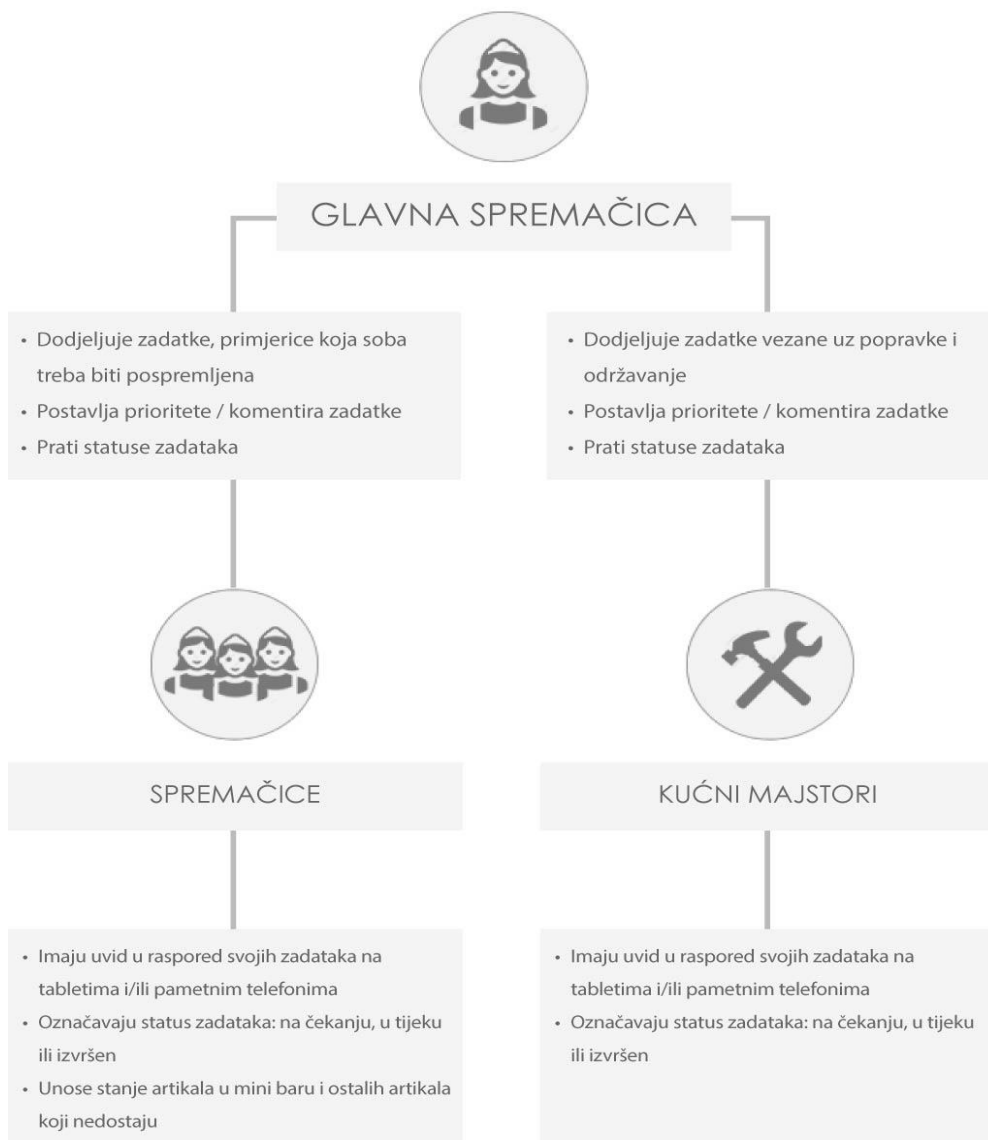 GLAVNA SPREMAČICA
• Dodjeljuje zadatke, primjerice koja soba
treba biti pospremljena
• Postavlja prioritete / komentira zadatke
• Prati statuse zadataka
• Dodjeljuje zadatke vezane uz popravke i
održavanje
• Postavlja prioritete / komentira zadatke
• Prati statuse zadataka
SPREMAČICE
KUĆNI MAJSTORI
• Imaju uvid u raspored svojih zadataka na
tabletima i/ili pametnim telefonima
• Označavaju status zadataka: na čekanju, u tijeku
ili izvršen
• Unose stanje artikala u mini baru i ostalih artikala
koji nedostaju
• Imaju uvid u raspored svojih zadataka na
tabletima i/ili pametnim telefonima
• Označavaju status zadataka: na čekanju, u tijeku
ili izvršen